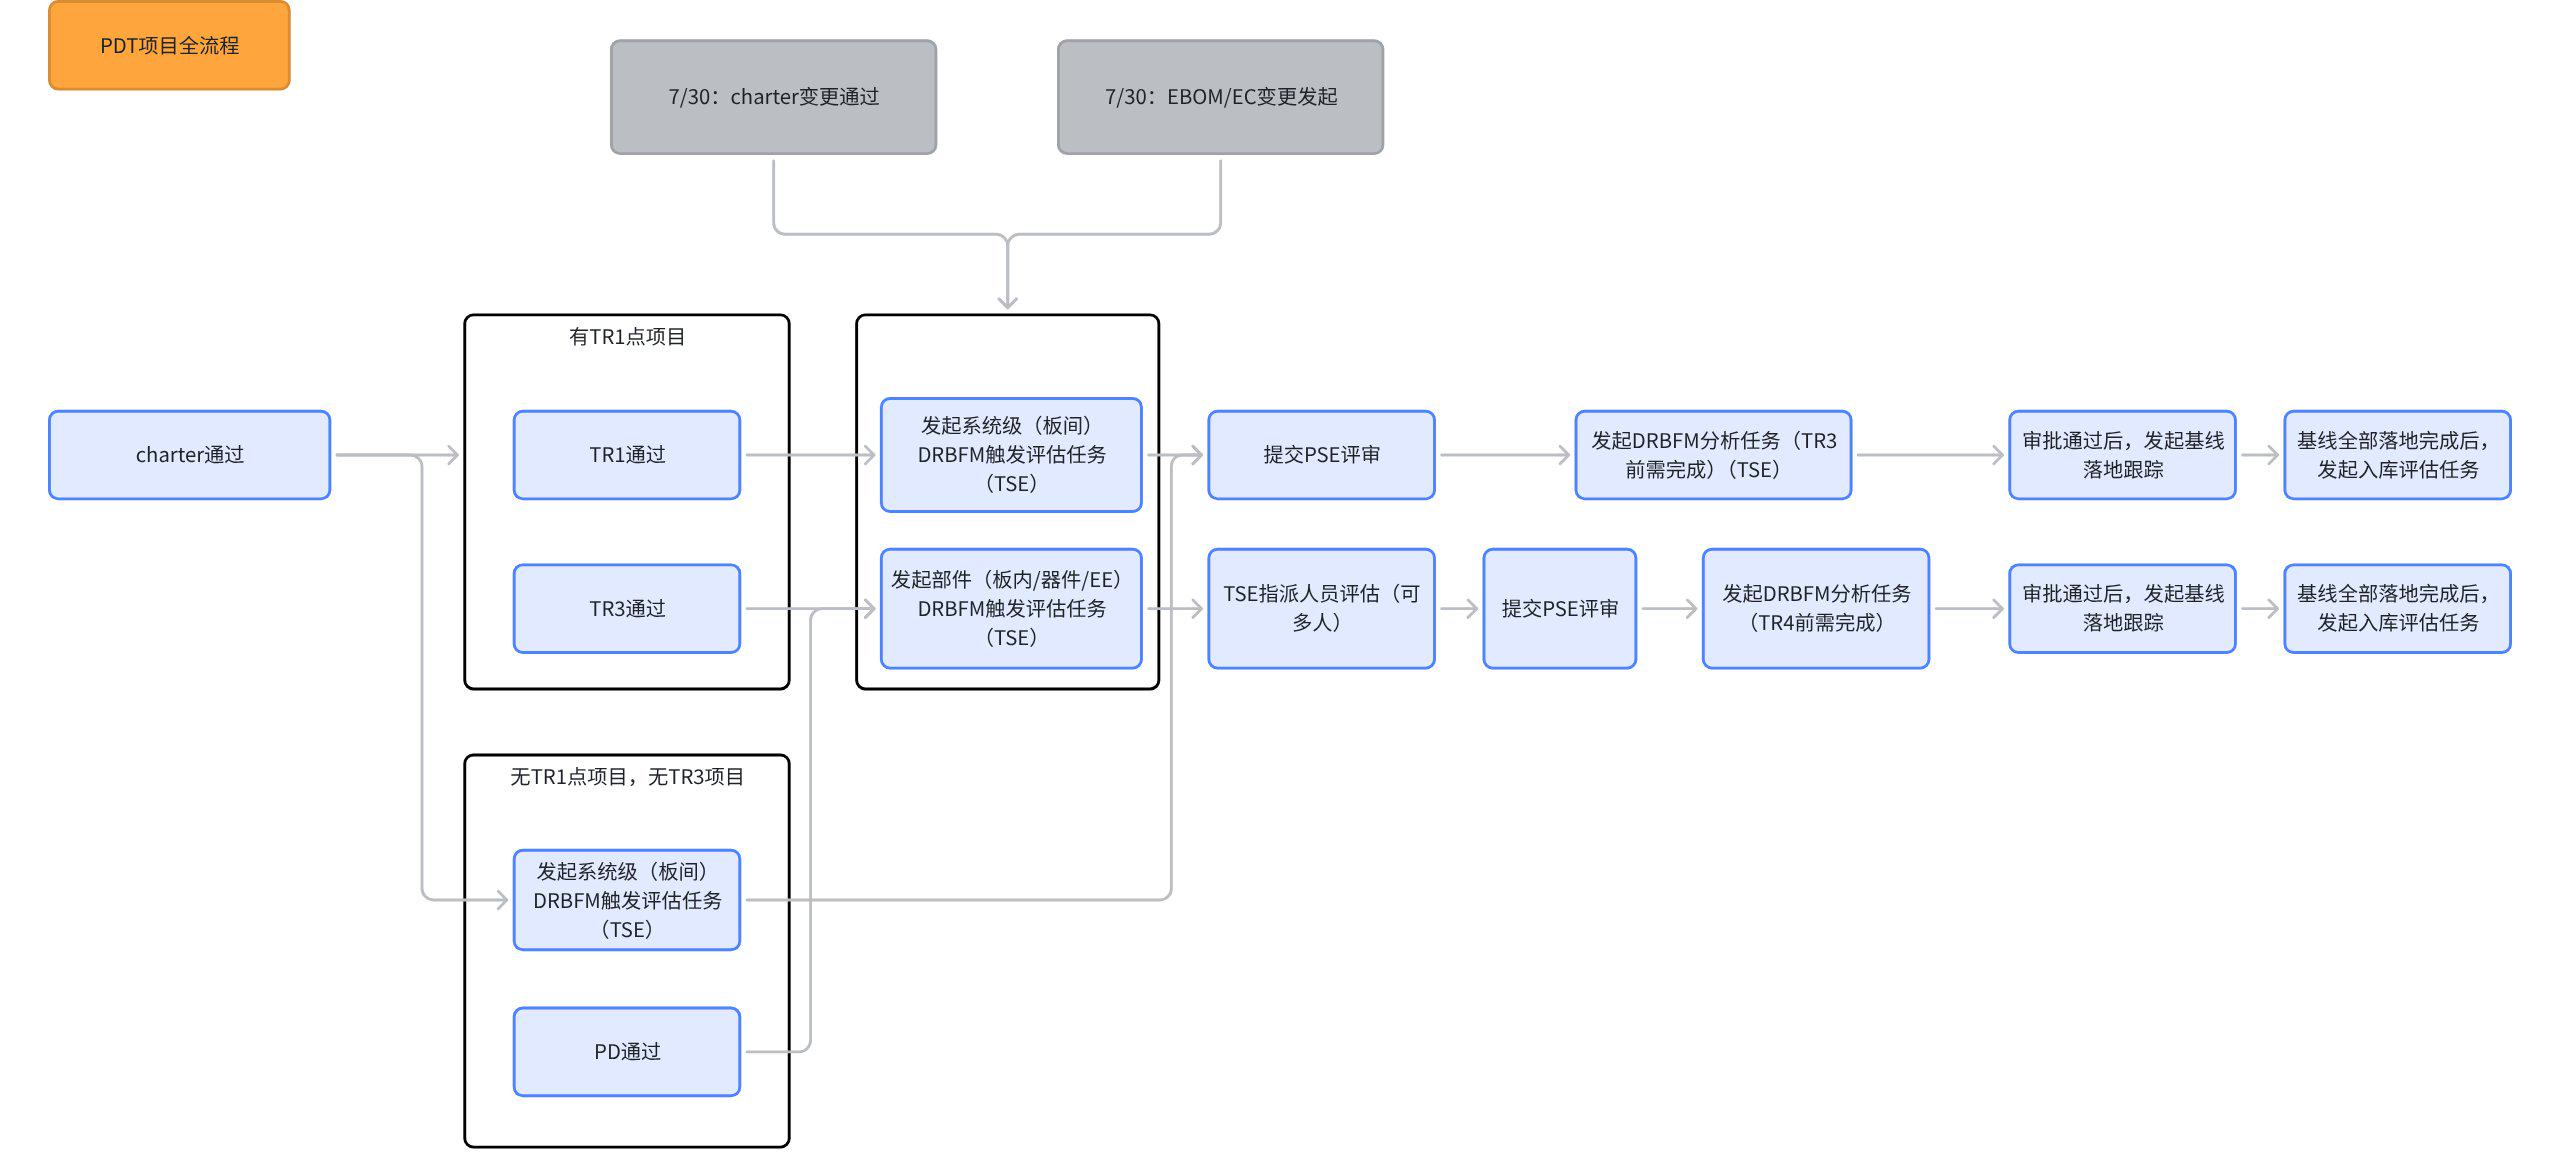 PDT项目全流程
7/30：charter变更通过
7/30：EBOM/EC变更发起
有TR1点项目
charter通过
TR1通过
发起系统级（板间）
DRBFM触发评估任务
（TSE）
提交PSE评审
发起DRBFM分析任务（TR3
前需完成）（TSE）
审批通过后，发起基线
落地跟踪
基线全部落地完成后，
发起入库评估任务
TR3通过
发起部件（板内/器件/EE）
DRBFM触发评估任务
（TSE）
TSE指派人员评估（可
多人）
提交PSE评审
发起DRBFM分析任务
（TR4前需完成）
审批通过后，发起基线
落地跟踪
基线全部落地完成后，
发起入库评估任务
无TR1点项目，无TR3项目
发起系统级（板间）
DRBFM触发评估任务
（TSE）
PD通过